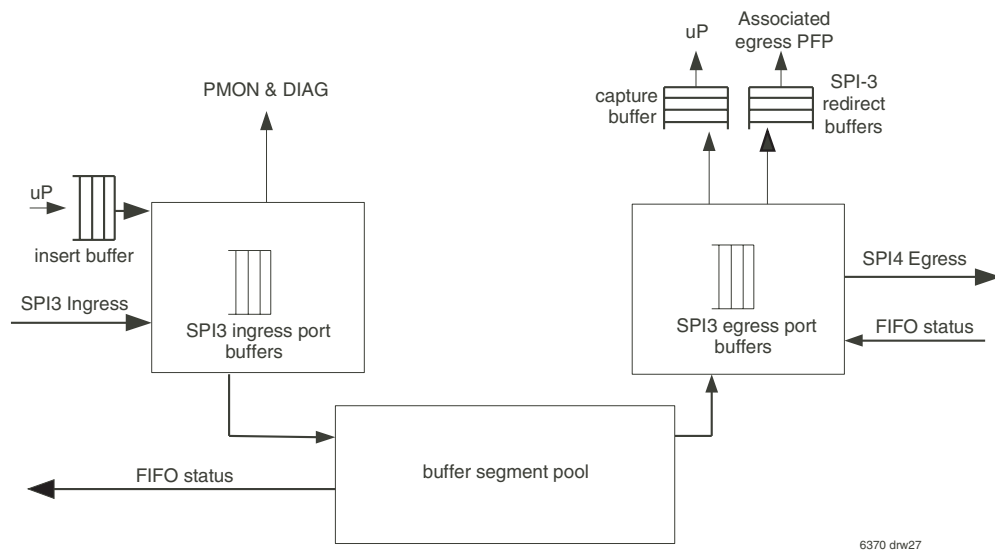 uP
Associated
egress PFP
PMON & DIAG
capture
buffer
SPI-3
redirect
buffers
uP
insert buffer
SPI3 Ingress
SPI3 ingress port
buffers
SPI3 egress port
buffers
SPI4 Egress
FIFO status
buffer segment pool
FIFO status
6370 drw27